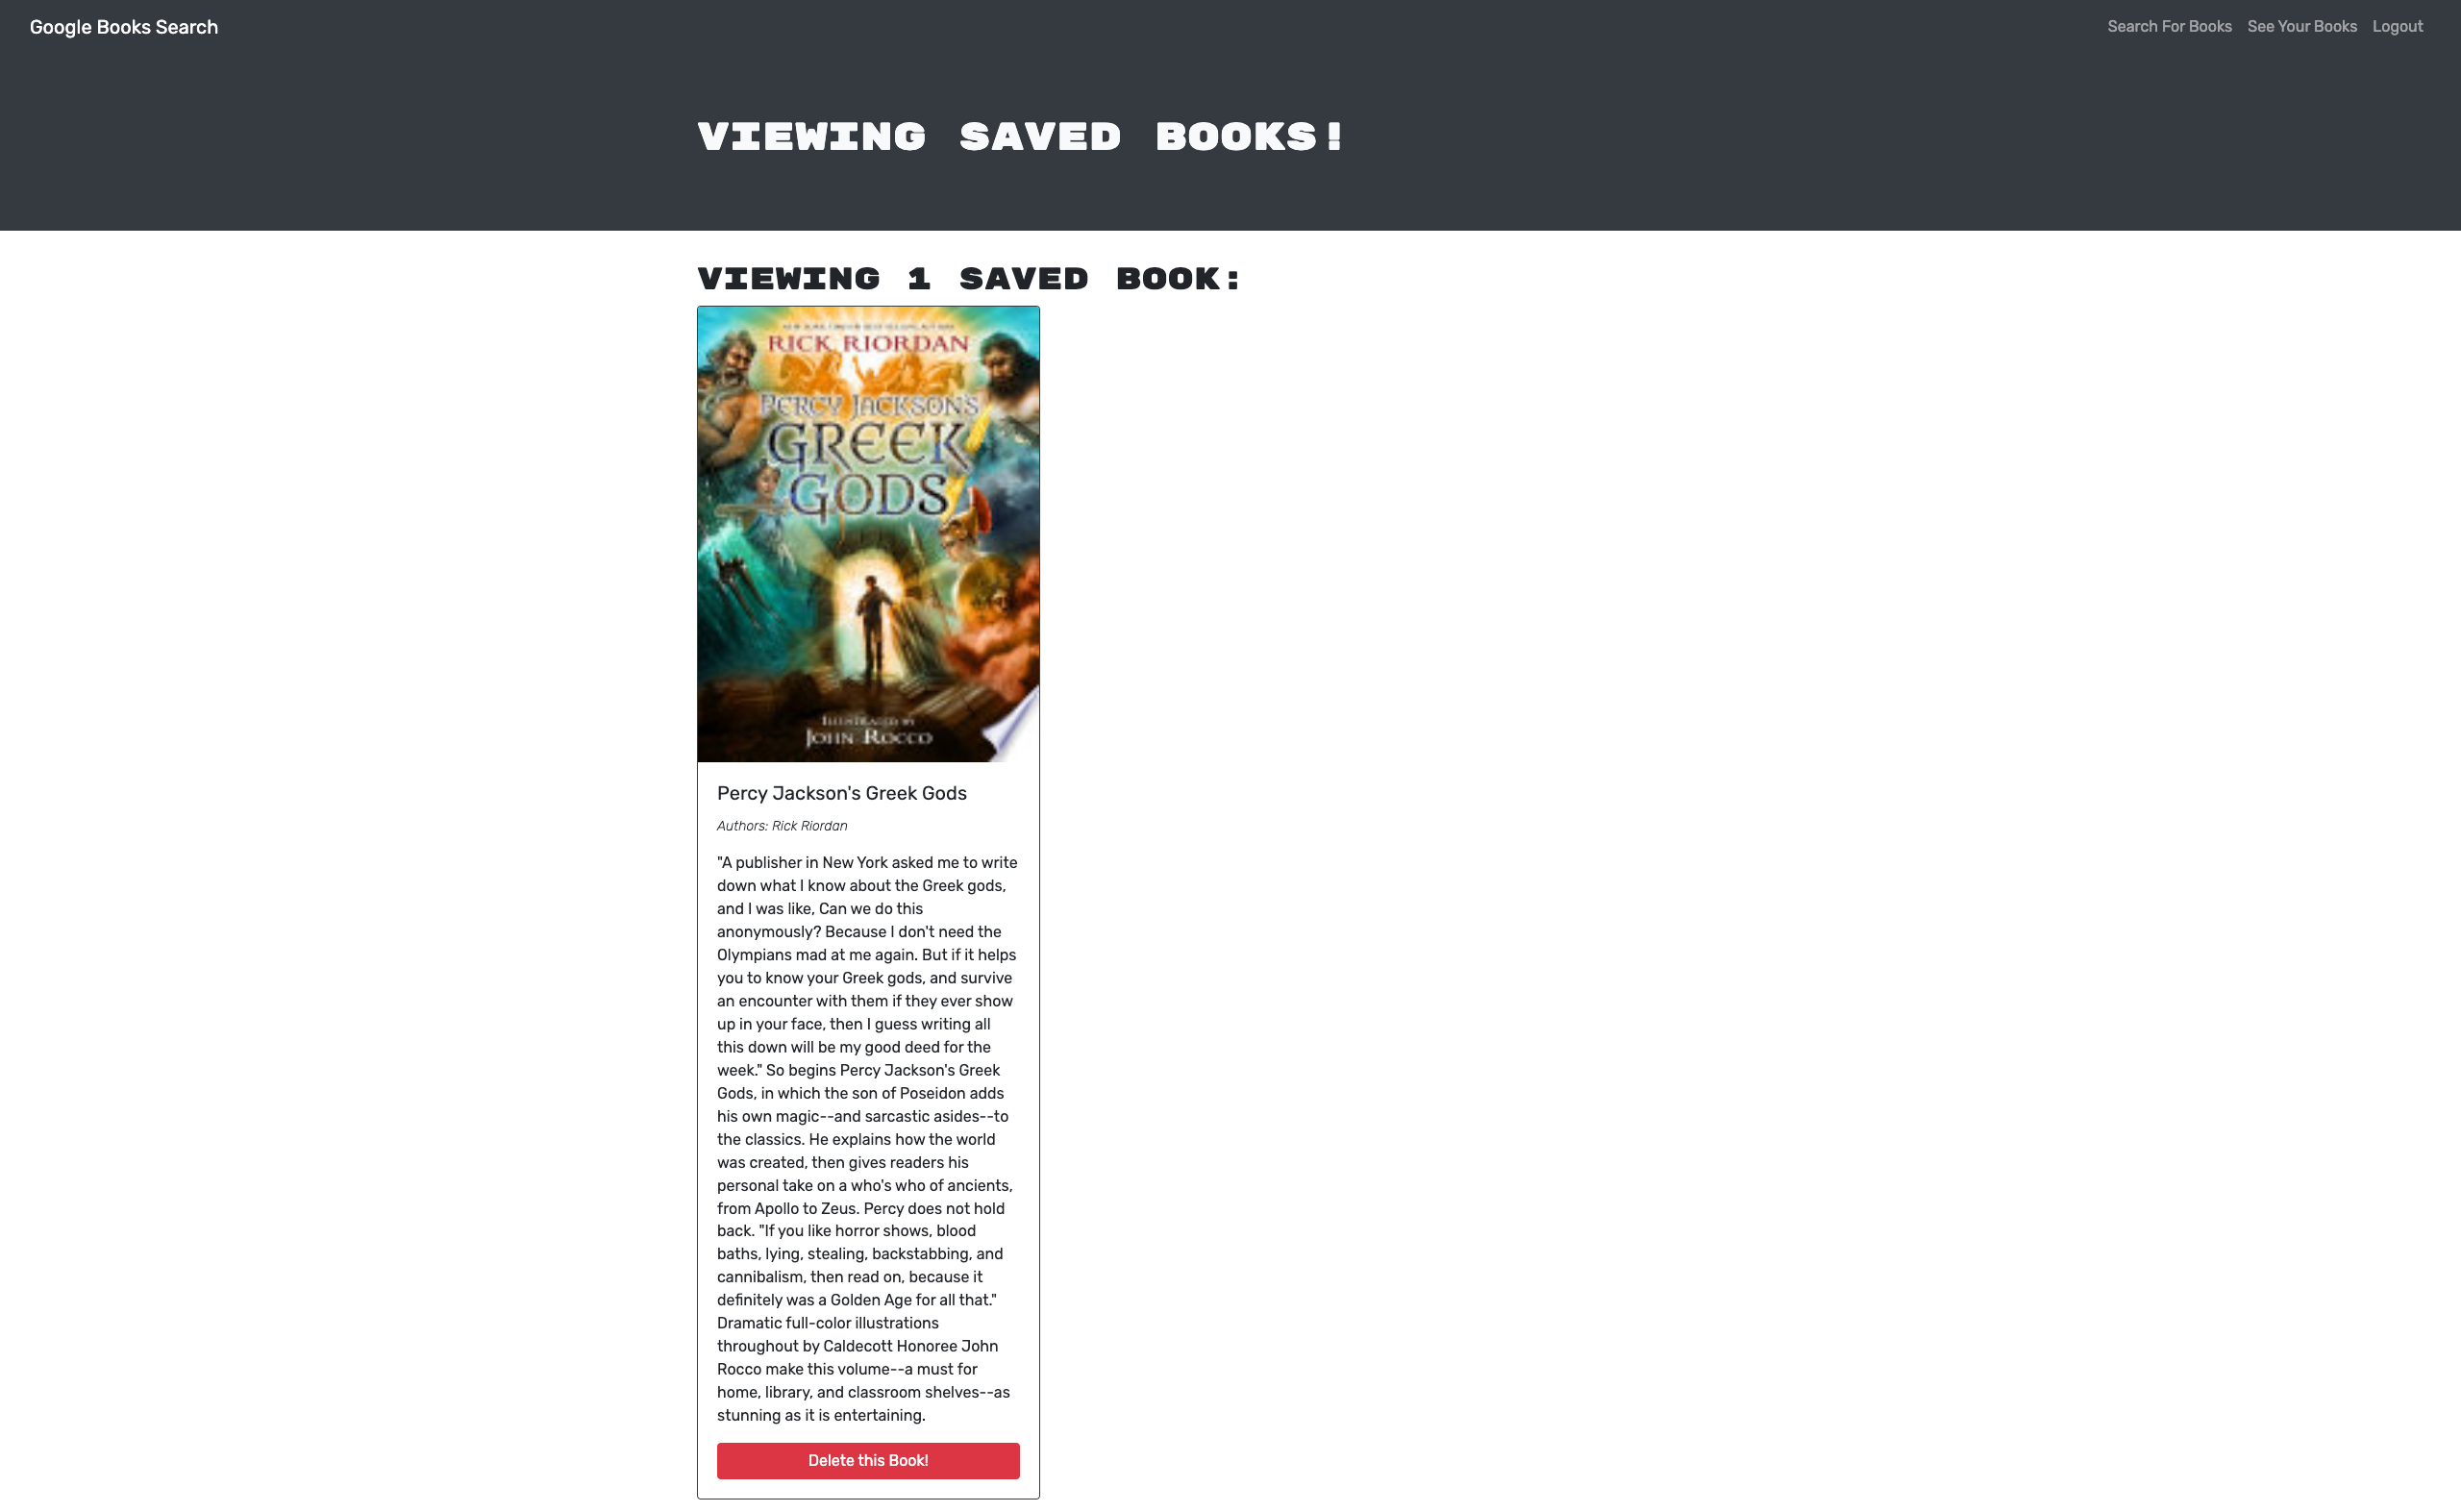 Google Books Search
Search For Books See Your Books Logout
VIEWING SAVED BOOKS!
VIEWING 1 SAVED BOOK:
RICK RIORDAN
PERCY JACKSON'S
GREEK
GODS
ILLUSTRATED BY
JOHN ROCCO
Percy Jackson's Greek Gods
Authors: Rick Riordan
"A publisher in New York asked me to write
down what I know about the Greek gods,
and I was like, Can we do this
anonymously? Because I don't need the
Olympians mad at me again. But if it helps
you to know your Greek gods, and survive
an encounter with them if they ever show
up in your face, then I guess writing all
this down will be my good deed for the
week." So begins Percy Jackson's Greek
Gods, in which the son of Poseidon adds
his own magic--and sarcastic asides--to
the classics. He explains how the world
was created, then gives readers his
personal take on a who's who of ancients,
from Apollo to Zeus. Percy does not hold
back. "If you like horror shows, blood
baths, lying, stealing, backstabbing, and
cannibalism, then read on, because it
definitely was a Golden Age for all that."
Dramatic full-color illustrations
throughout by Caldecott Honoree John
Rocco make this volume--a must for
home, library, and classroom shelves--as
stunning as it is entertaining.
Delete this Book!